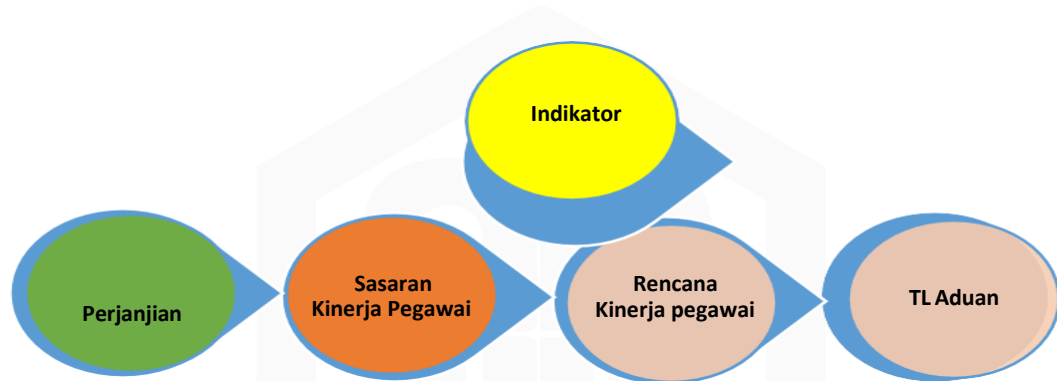 Indikator
Perjanjian
Sasaran
Kinerja Pegawai
Rencana
Kinerja pegawai
TL Aduan